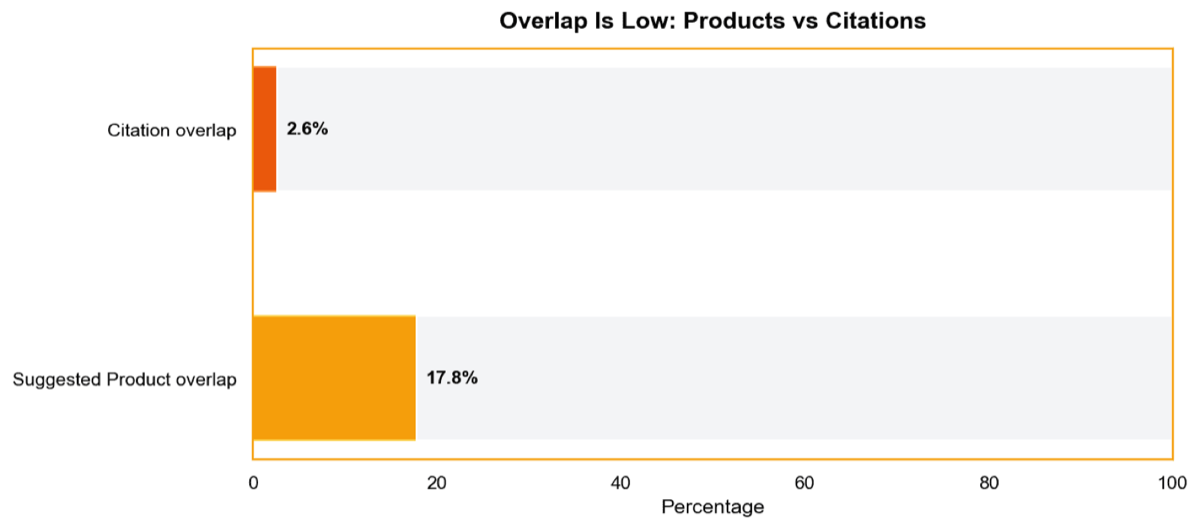 Overlap Is Low: Products vs Citations
Citation overlap
2.6%
Suggested Product overlap
17.8%
0 20 40 60 80 100
Percentage